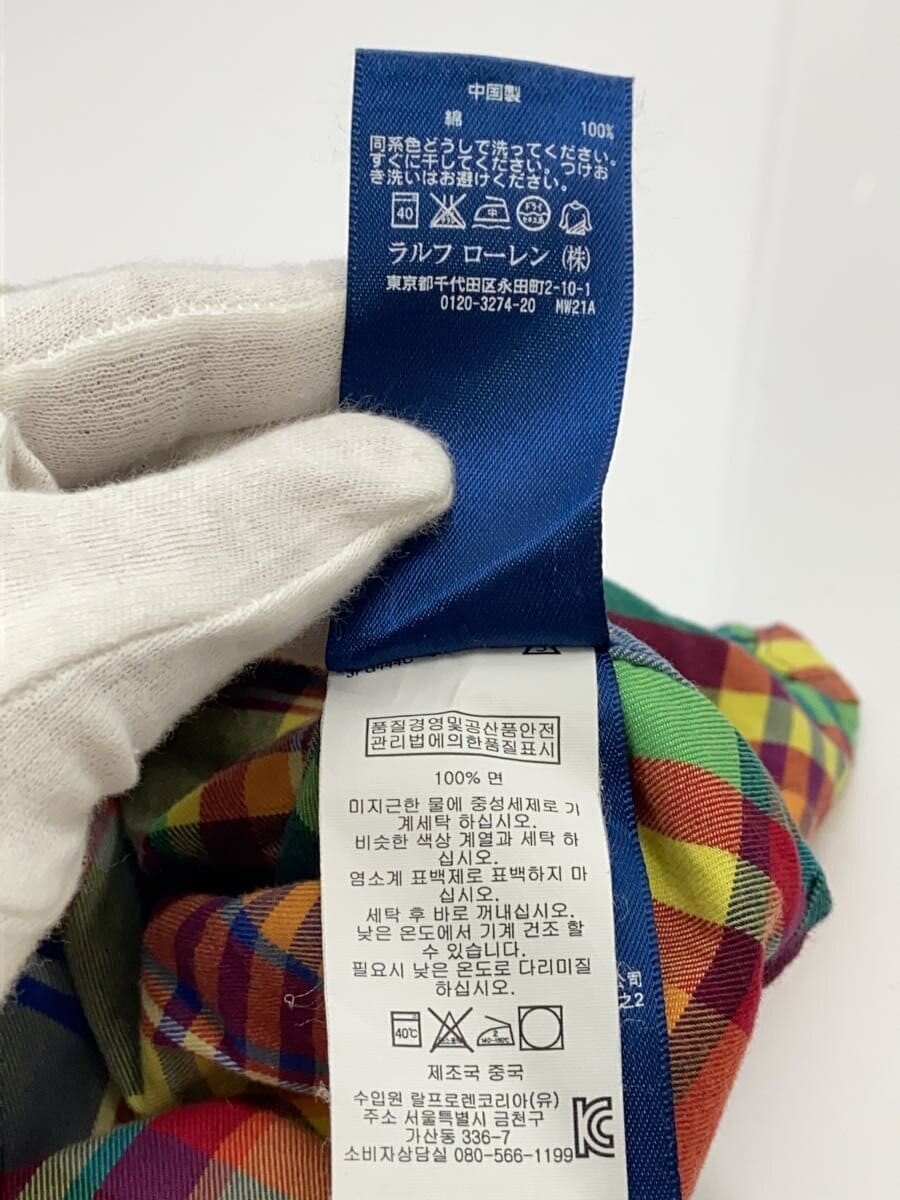 中国製
綿 100%
同系色どうしで洗ってください。
すぐに干してください。つけお
き洗いはお避けください。
40 中 ドライ
ラルフ ローレン (株)
東京都千代田区永田町2-10-1
0120-3274-20 MW21A
품질경영및공산품안전
관리법에의한품질표시
100% 면
미지근한 물에 중성세제로 기
계세탁 하십시오.
비슷한 색상 계열과 세탁 하
십시오.
염소계 표백제로 표백하지 마
십시오.
세탁 후 바로 꺼내십시오.
낮은 온도에서 기계 건조 할
수 있습니다.
필요시 낮은 온도로 다리미질
하십시오.
公司
之2
40℃
제조국 중국
수입원 랄프로렌코리아(유)
주소 서울특별시 금천구
가산동 336-7
소비자상담실 080-566-1199